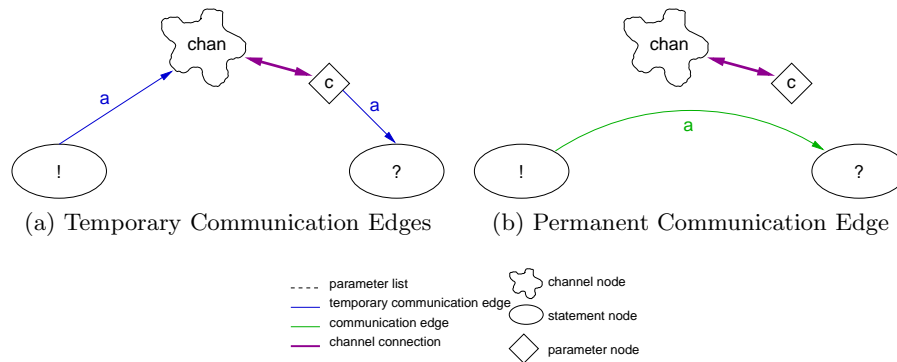 chan
c
a
a
!
?
(a) Temporary Communication Edges
chan
c
a
!
?
(b) Permanent Communication Edge
parameter list
temporary communication edge
communication edge
channel connection
channel node
statement node
parameter node